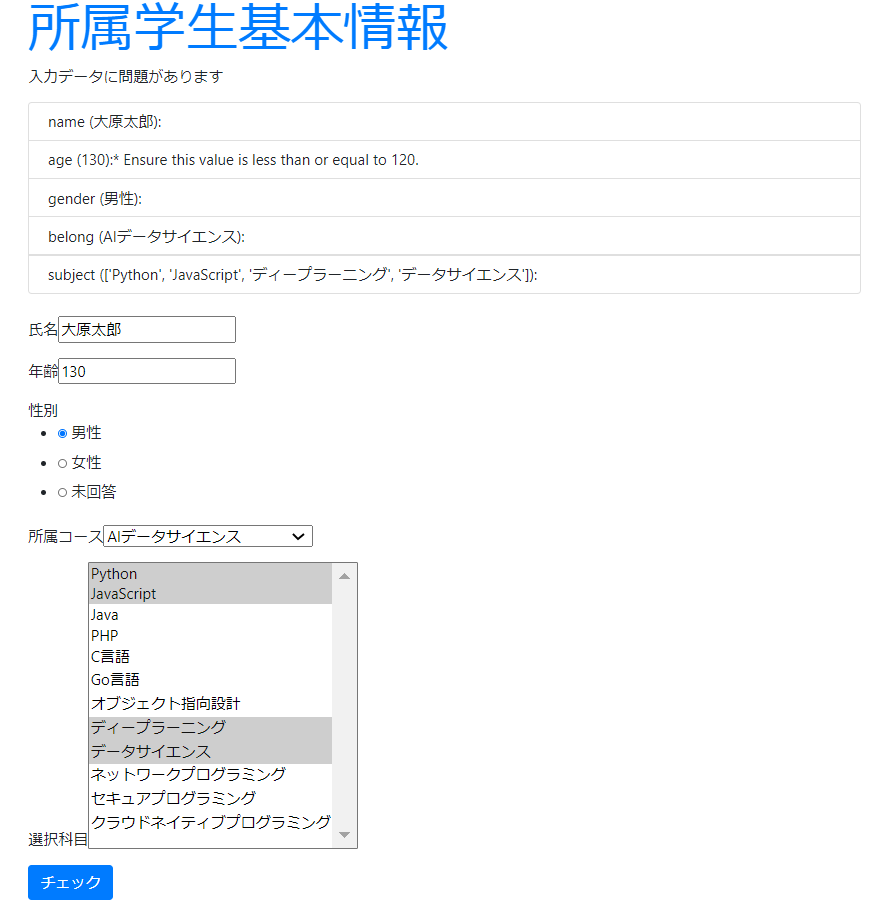 所属学生基本情報
入力データに問題があります
name (大原太郎):
age (130):* Ensure this value is less than or equal to 120.
gender (男性):
belong (AIデータサイエンス):
subject (['Python', 'JavaScript', 'ディープラーニング', 'データサイエンス']):
氏名大原太郎
年齢130
性別
男性
女性
未回答
所属コースAIデータサイエンス
Python
JavaScript
Java
PHP
C言語
Go言語
オブジェクト指向設計
ディープラーニング
データサイエンス
ネットワークプログラミング
セキュアプログラミング
クラウドネイティブプログラミング
選択科目
チェック